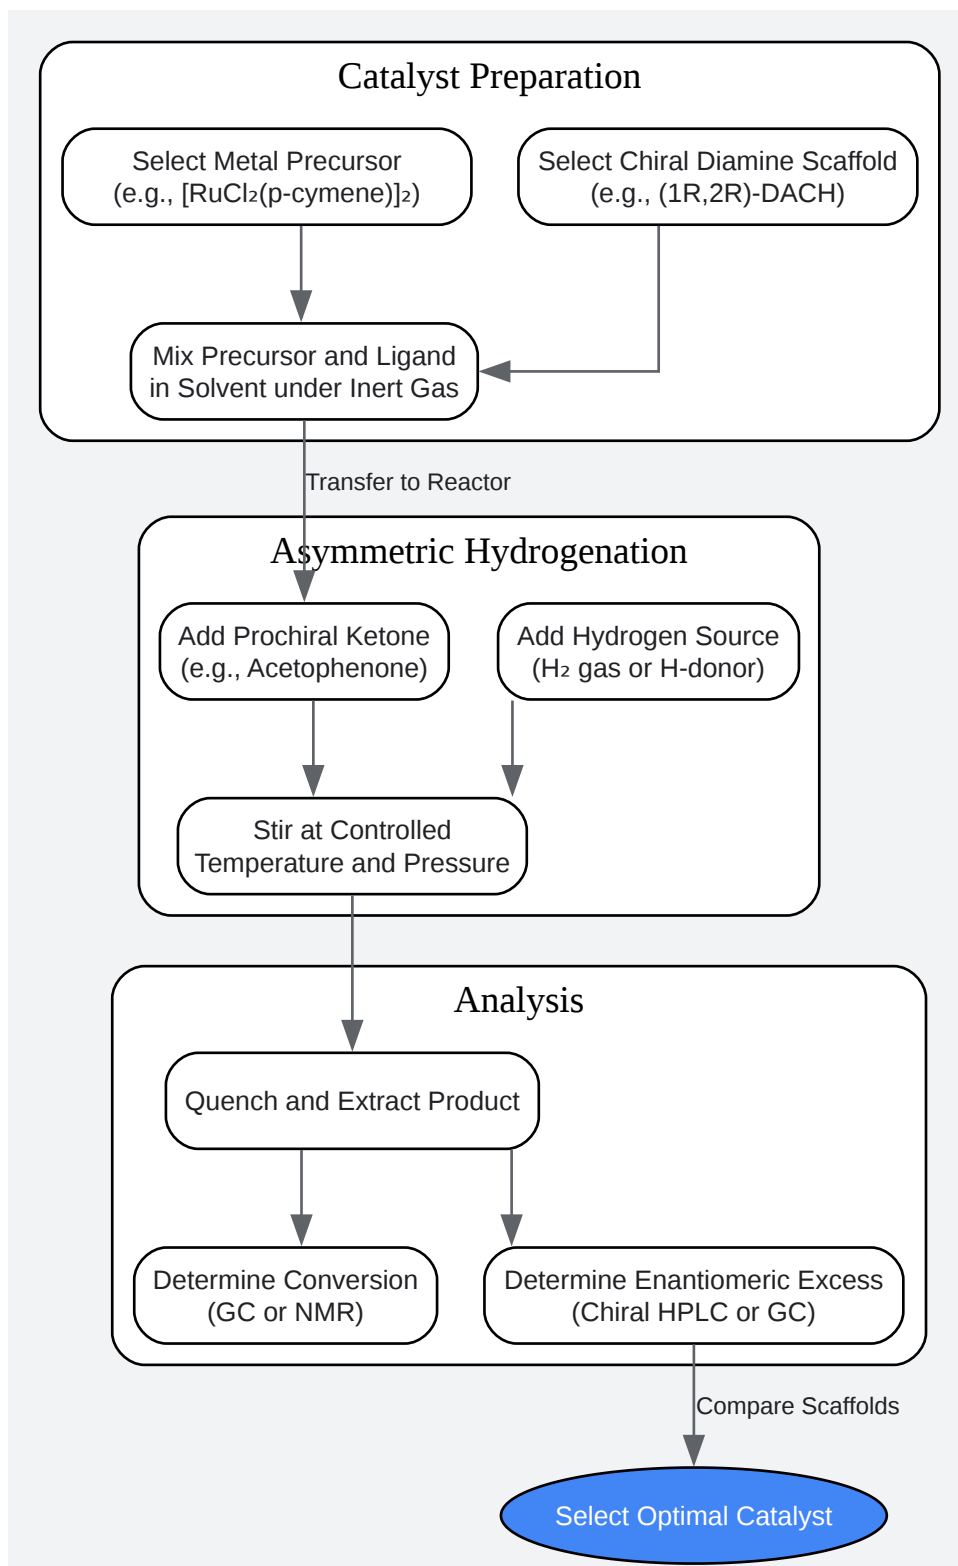 Catalyst Preparation
Select Metal Precursor
(e.g., [RuCl₂(p-cymene)]₂)
Select Chiral Diamine Scaffold
(e.g., (1R,2R)-DACH)
Mix Precursor and Ligand
in Solvent under Inert Gas
Transfer to Reactor
Asymmetric Hydrogenation
Add Prochiral Ketone
(e.g., Acetophenone)
Add Hydrogen Source
(H₂ gas or H-donor)
Stir at Controlled
Temperature and Pressure
Analysis
Quench and Extract Product
Determine Conversion
(GC or NMR)
Determine Enantiomeric Excess
(Chiral HPLC or GC)
Compare Scaffolds
Select Optimal Catalyst